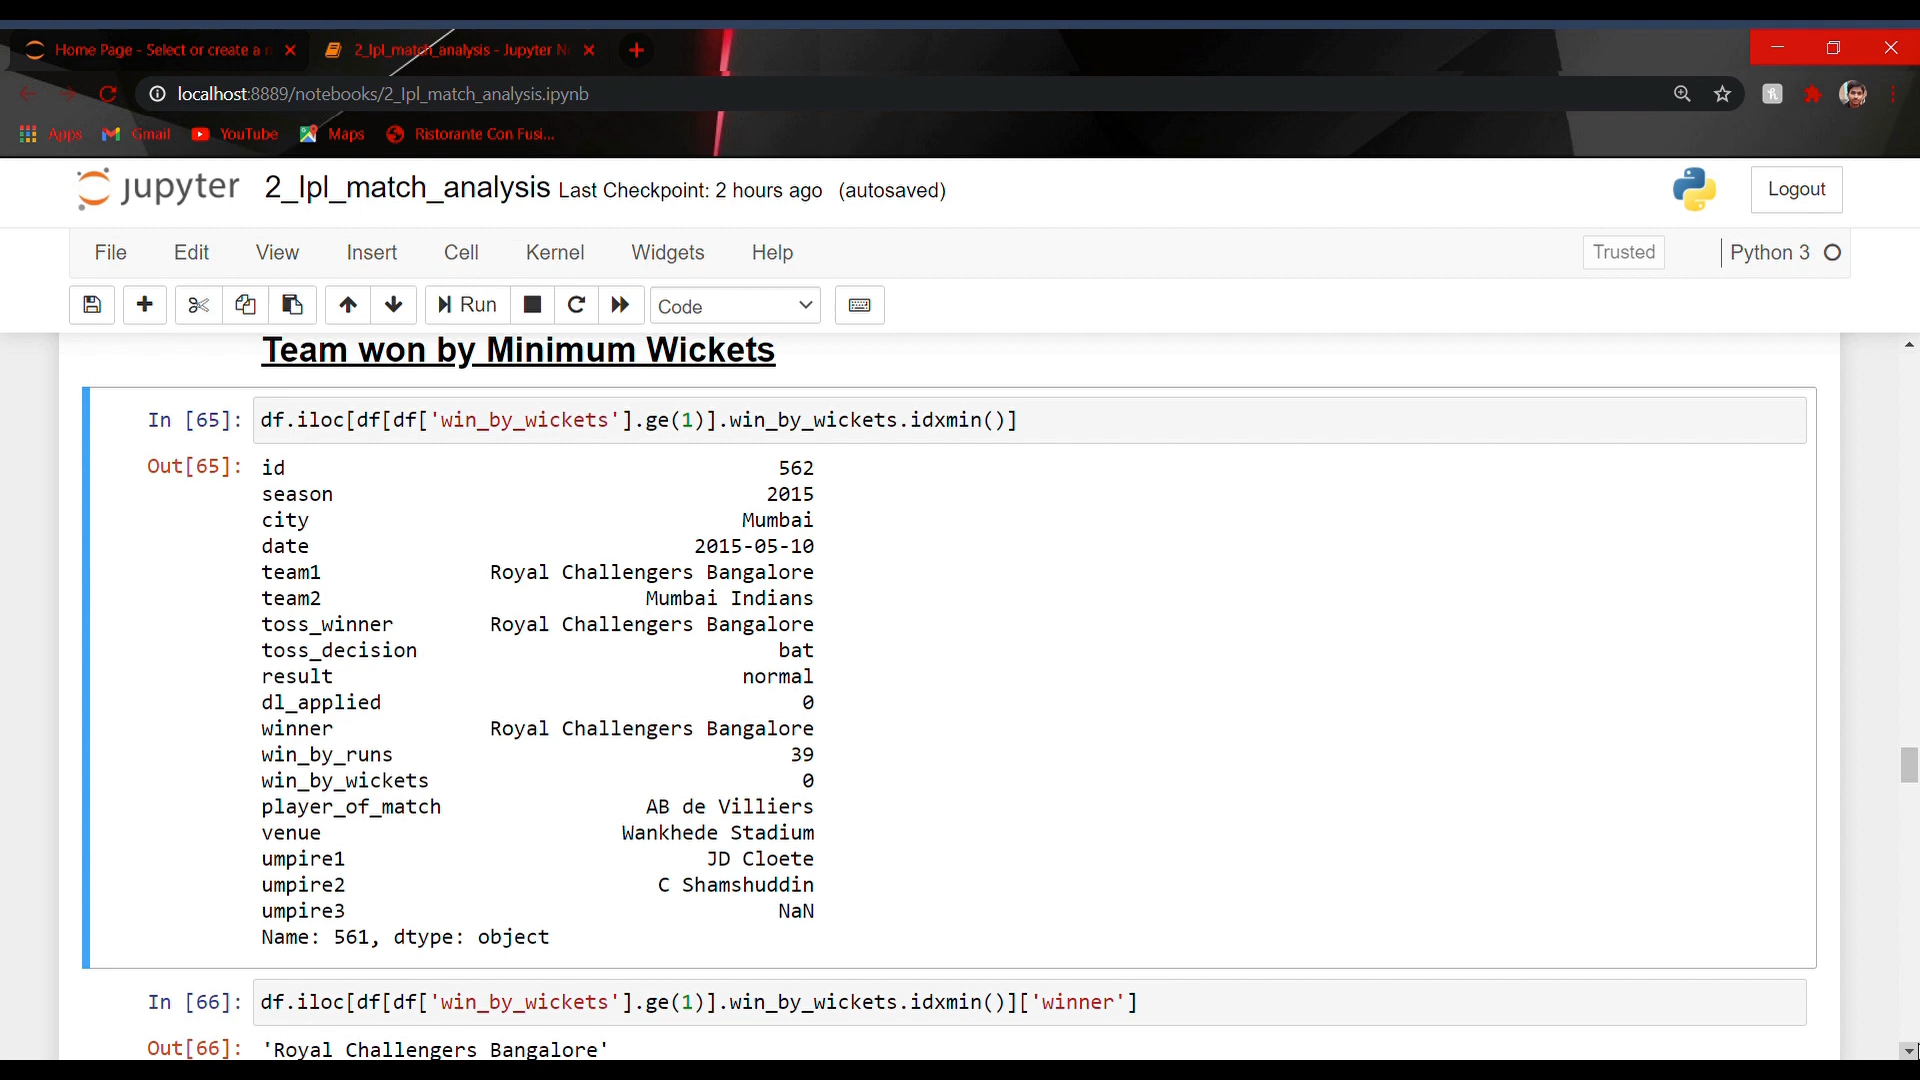 Home Page - Select or create a n
2_Ipl_match_analysis - Jupyter N
localhost:8889/notebooks/2_Ipl_match_analysis.ipynb
Apps Gmail YouTube Maps Ristorante Con Fusi...
jupyter 2_Ipl_match_analysis Last Checkpoint: 2 hours ago (autosaved) Logout
File Edit View Insert Cell Kernel Widgets Help Trusted Python 3
Run Code
Team won by Minimum Wickets
In [65]: df.iloc[df[df['win_by_wickets'].ge(1)].win_by_wickets.idxmin()]
Out[65]: id 562
season 2015
city Mumbai
date 2015-05-10
team1 Royal Challengers Bangalore
team2 Mumbai Indians
toss_winner Royal Challengers Bangalore
toss_decision bat
result normal
dl_applied 0
winner Royal Challengers Bangalore
win_by_runs 39
win_by_wickets 0
player_of_match AB de Villiers
venue Wankhede Stadium
umpire1 JD Cloete
umpire2 C Shamshuddin
umpire3 NaN
Name: 561, dtype: object
In [66]: df.iloc[df[df['win_by_wickets'].ge(1)].win_by_wickets.idxmin()]['winner']
Out[66]: 'Royal Challengers Bangalore'